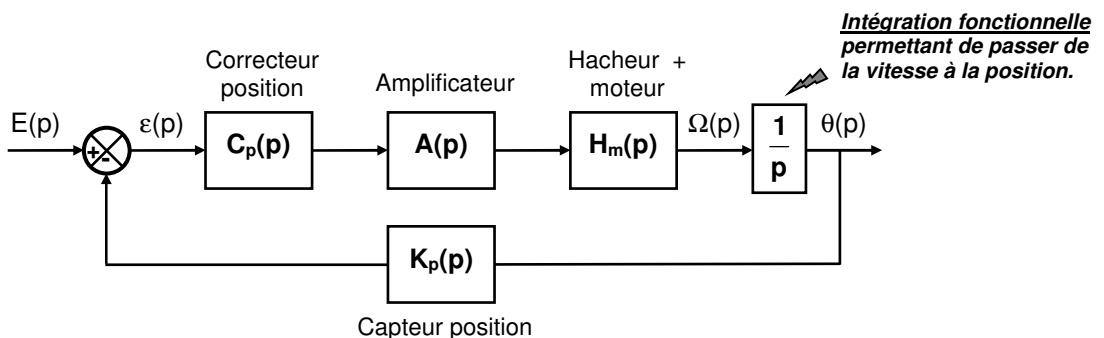 Intégration fonctionnelle
permettant de passer de
la vitesse à la position.
Correcteur
position
Amplificateur
Hacheur +
moteur
E(p)
ε(p)
Ω(p)
θ(p)
+
-
Cp(p)
A(p)
Hm(p)
1
p
Kp(p)
Capteur position